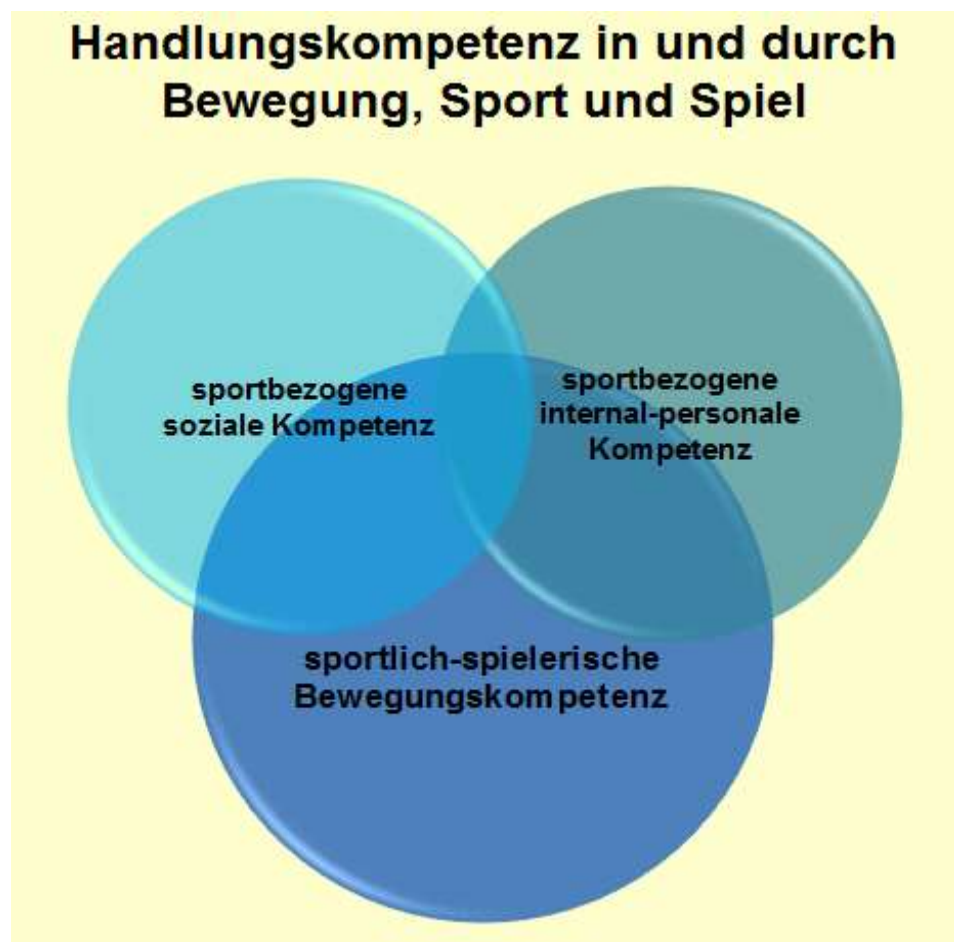 Handlungskompetenz in und durch
Bewegung, Sport und Spiel
sportbezogene
soziale Kompetenz
sportbezogene
internal-personale
Kompetenz
sportlich-spielerische
Bewegungskompetenz